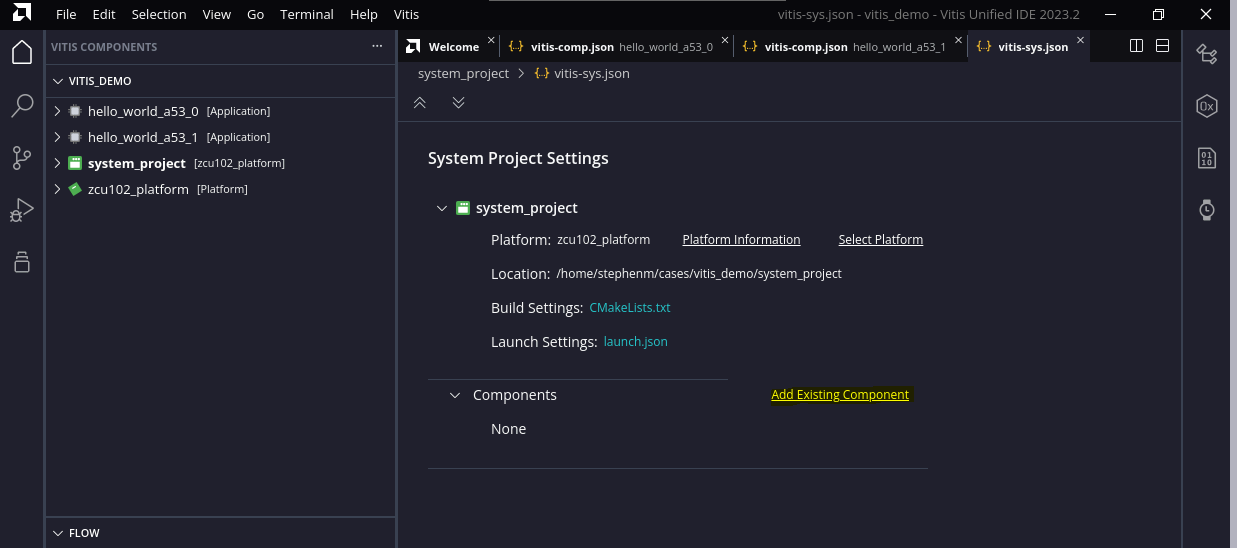 File Edit Selection View Go Terminal Help Vitis
vitis-sys.json - vitis_demo - Vitis Unified IDE 2023.2
VITIS COMPONENTS
VITIS_DEMO
hello_world_a53_0 [Application]
hello_world_a53_1 [Application]
system_project [zcu102_platform]
zcu102_platform [Platform]
FLOW
Welcome
vitis-comp.json hello_world_a53_0
vitis-comp.json hello_world_a53_1
vitis-sys.json
system_project > {..} vitis-sys.json
System Project Settings
system_project
Platform: zcu102_platform Platform Information Select Platform
Location: /home/stephenm/cases/vitis_demo/system_project
Build Settings: CMakeLists.txt
Launch Settings: launch.json
Components Add Existing Component
None
0x
01
10